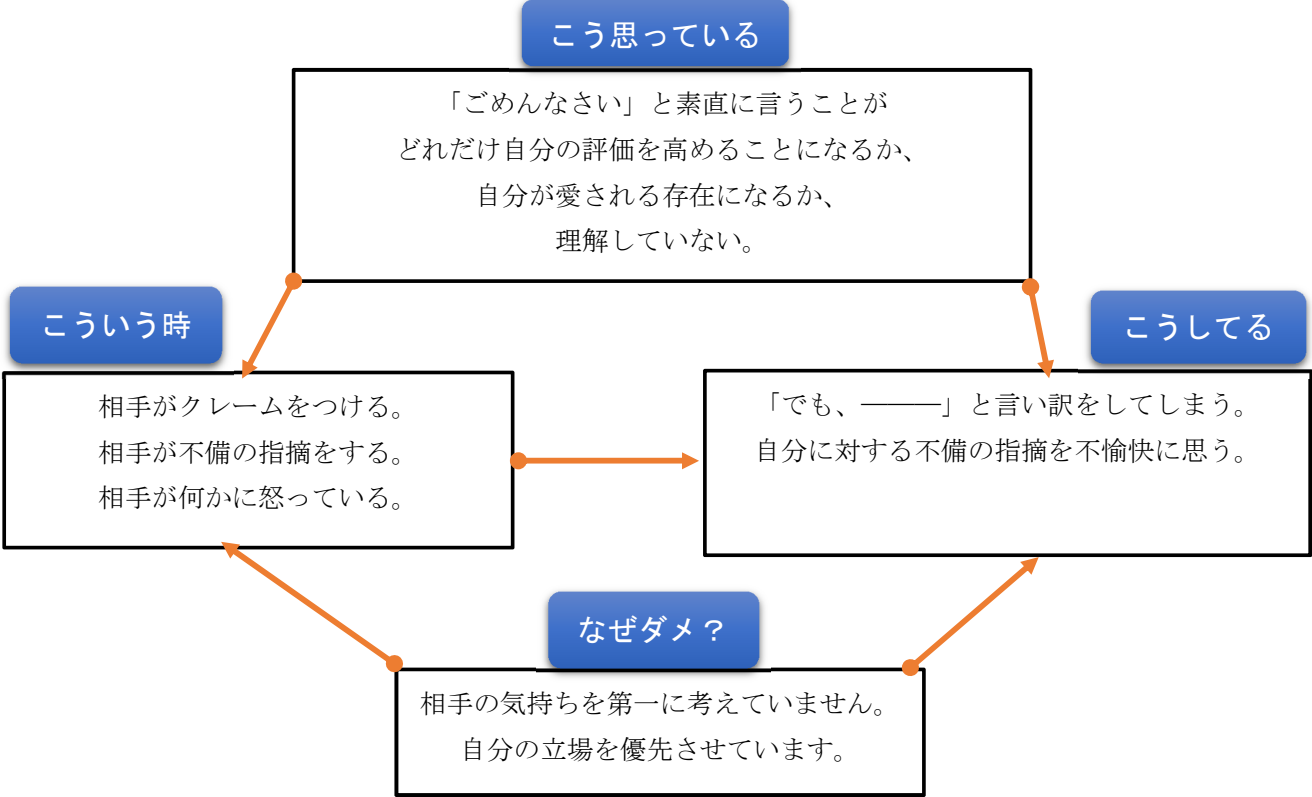 こう思っている
「ごめんなさい」と素直に言うことが
どれだけ自分の評価を高めることになるか、
自分が愛される存在になるか、
理解していない。
こういう時
相手がクレームをつける。
相手が不備の指摘をする。
相手が何かに怒っている。
こうしてる
「でも、―――」と言い訳をしてしまう。
自分に対する不備の指摘を不愉快に思う。
なぜダメ？
相手の気持ちを第一に考えていません。
自分の立場を優先させています。